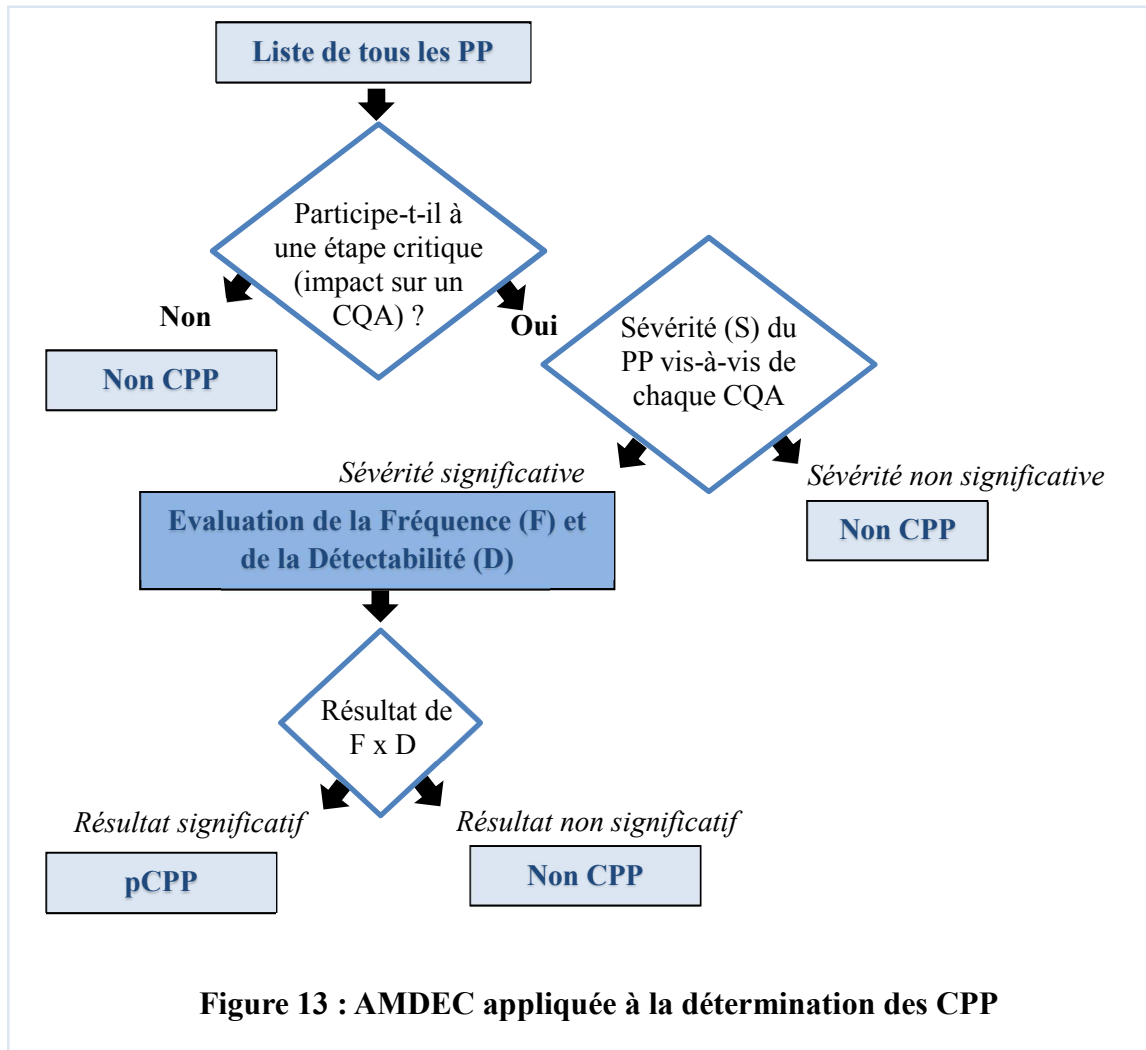 Liste de tous les PP
Participe-t-il à
une étape critique
(impact sur un
CQA) ?
Non
Oui
Non CPP
Sévérité (S) du
PP vis-à-vis de
chaque CQA
Sévérité significative
Sévérité non significative
Evaluation de la Fréquence (F) et
de la Détectabilité (D)
Non CPP
Résultat de
F x D
Résultat significatif
Résultat non significatif
pCPP
Non CPP
Figure 13 : AMDEC appliquée à la détermination des CPP